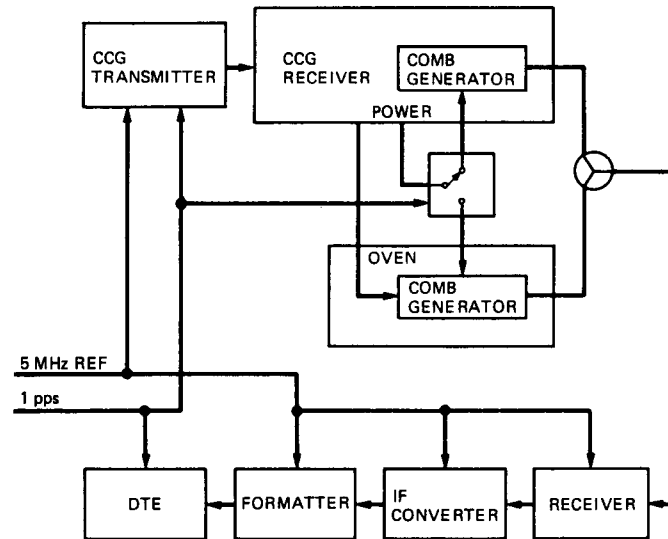 CCG
TRANSMITTER
CCG
RECEIVER
COMB
GENERATOR
POWER
OVEN
COMB
GENERATOR
5 MHz REF
1 pps
DTE
FORMATTER
IF
CONVERTER
RECEIVER